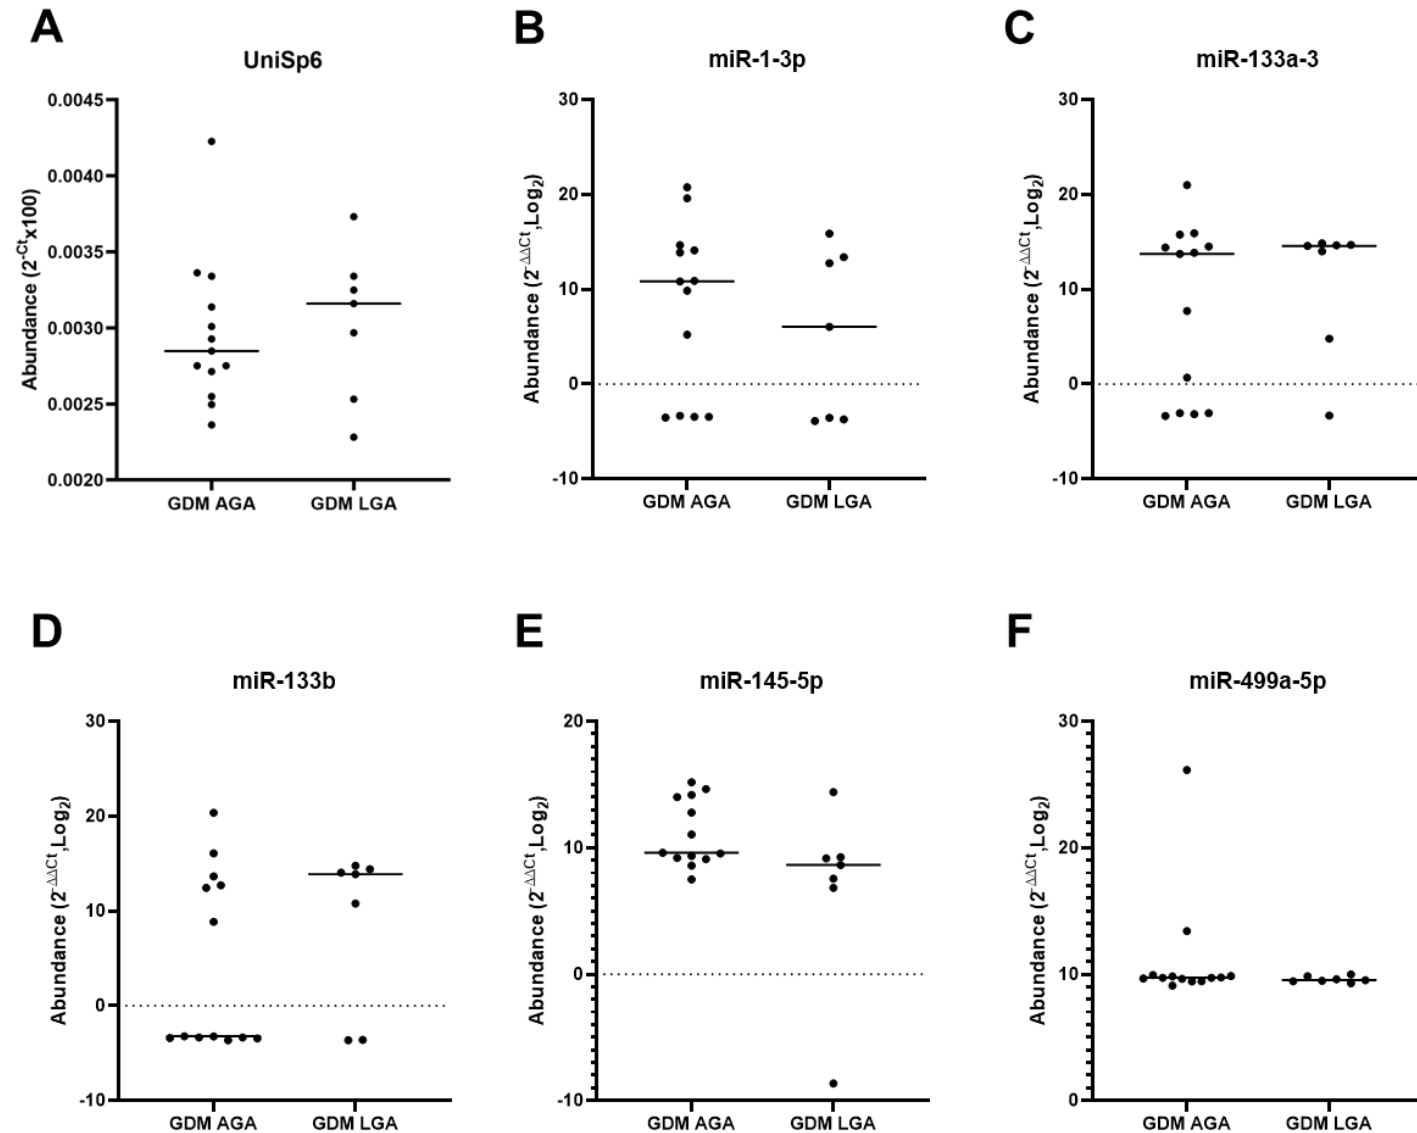 A
UniSp6
Abundance (2-Ctx100)
0.0045
0.0040
0.0035
0.0030
0.0025
0.0020
GDM AGA GDM LGA
B
miR-1-3p
Abundance (2-ΔΔCt,Log2)
30
20
10
0
-10
GDM AGA GDM LGA
C
miR-133a-3
Abundance (2-ΔΔCt,Log2)
30
20
10
0
-10
GDM AGA GDM LGA
D
miR-133b
Abundance (2-ΔΔCt,Log2)
30
20
10
0
-10
GDM AGA GDM LGA
E
miR-145-5p
Abundance (2-ΔΔCt,Log2)
20
10
0
-10
GDM AGA GDM LGA
F
miR-499a-5p
Abundance (2-ΔΔCt,Log2)
30
20
10
0
GDM AGA GDM LGA